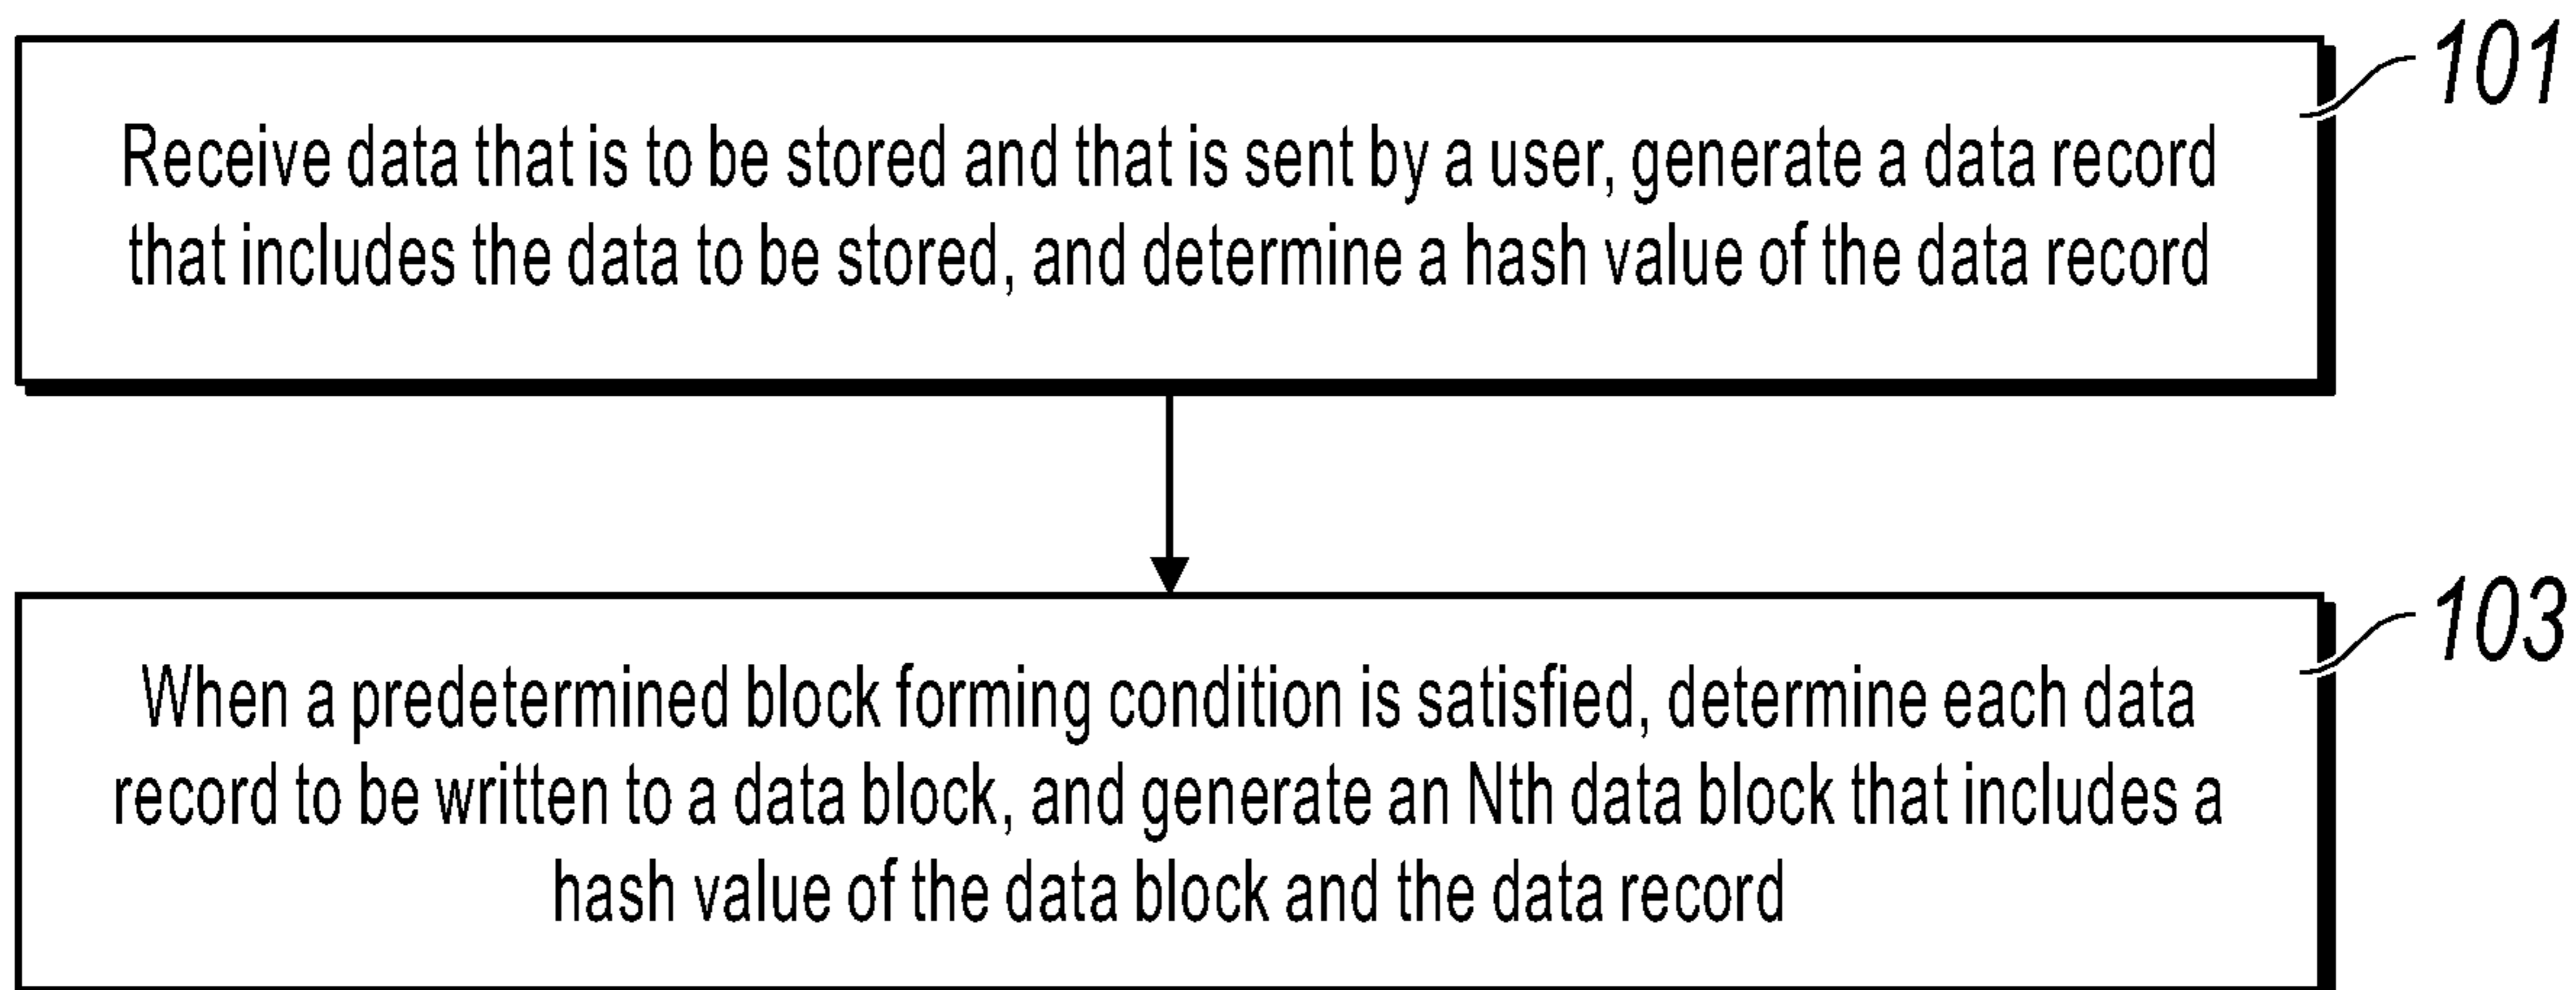 101
Receive data that is to be stored and that is sent by a user, generate a data record
that includes the data to be stored, and determine a hash value of the data record
103
When a predetermined block forming condition is satisfied, determine each data
record to be written to a data block, and generate an Nth data block that includes a
hash value of the data block and the data record